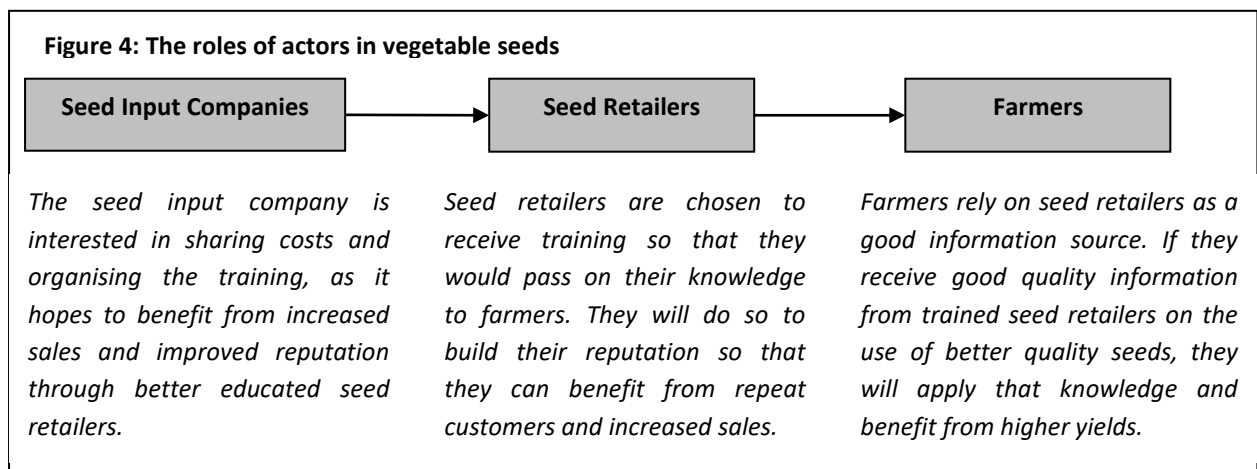 Figure 4: The roles of actors in vegetable seeds
Seed Input Companies
Seed Retailers
Farmers
The seed input company is
interested in sharing costs and
organising the training, as it
hopes to benefit from increased
sales and improved reputation
through better educated seed
retailers.
Seed retailers are chosen to
receive training so that they
would pass on their knowledge
to farmers. They will do so to
build their reputation so that
they can benefit from repeat
customers and increased sales.
Farmers rely on seed retailers as a
good information source. If they
receive good quality information
from trained seed retailers on the
use of better quality seeds, they
will apply that knowledge and
benefit from higher yields.